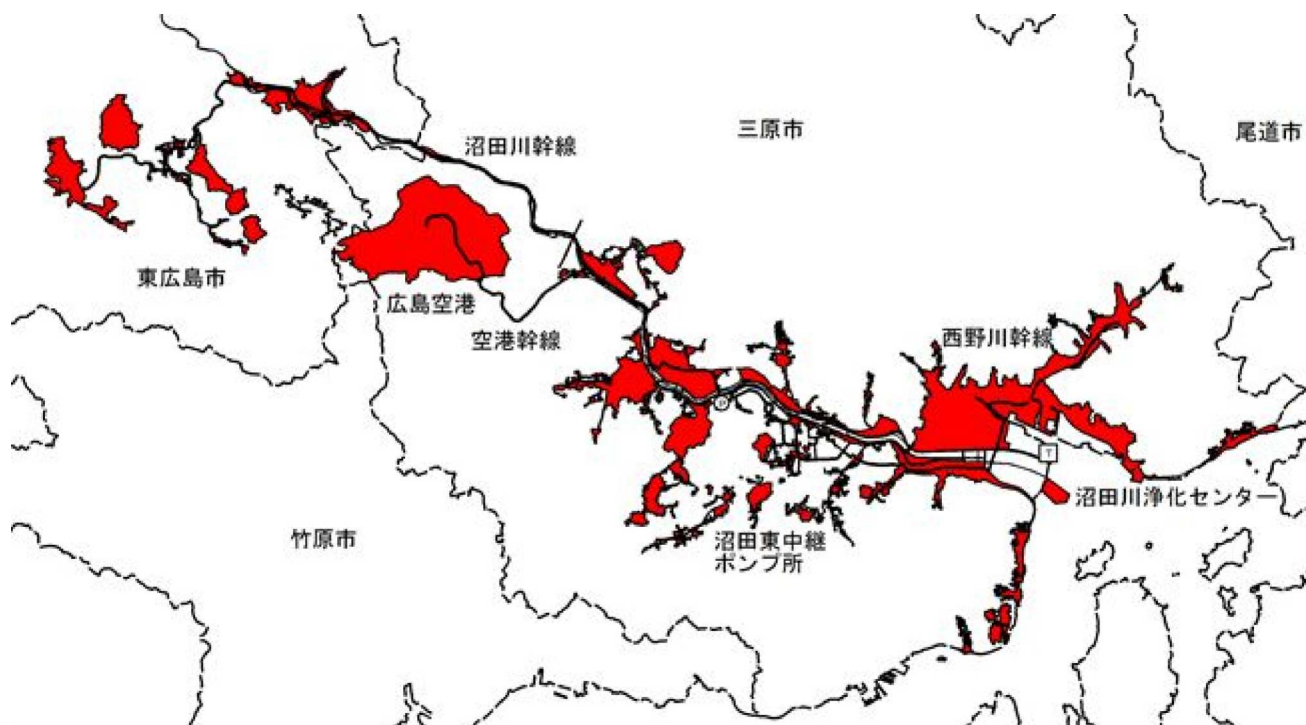 三原市
尾道市
沼田川幹線
東広島市
広島空港
空港幹線
西野川幹線
沼田川浄化センター
竹原市
沼田東中継
ポンプ所
P
T